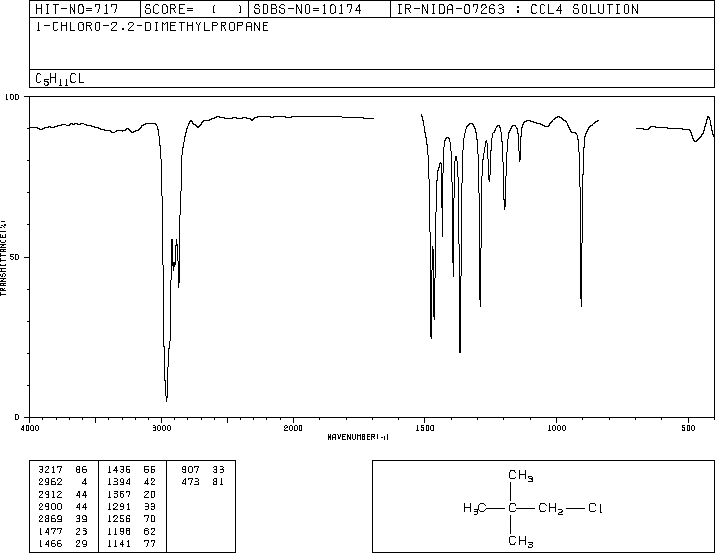 HIT-NO=717 SCORE= ( ) SDBS-NO=10174 IR-NIDA-07263 : CCL4 SOLUTION
1-CHLORO-2,2-DIMETHYLPROPANE
C5H11CL
100
50
0
TRANSMITTANCE(%)
4000 3000 2000 1500 1000 500
WAVENUMBER(-1)
3217 86 1436 56 907 33
2962 4 1394 42 473 81
2912 44 1367 20
2900 44 1291 33
2869 39 1256 70
1477 23 1198 62
1466 29 1141 77
CH3
H3C C CH2 Cl
CH3